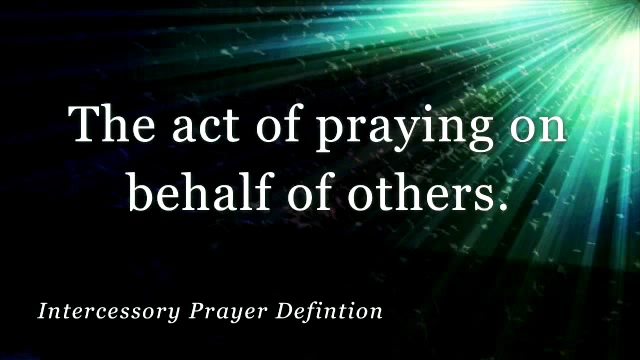 The act of praying on
behalf of others.
Intercessory Prayer Defintion